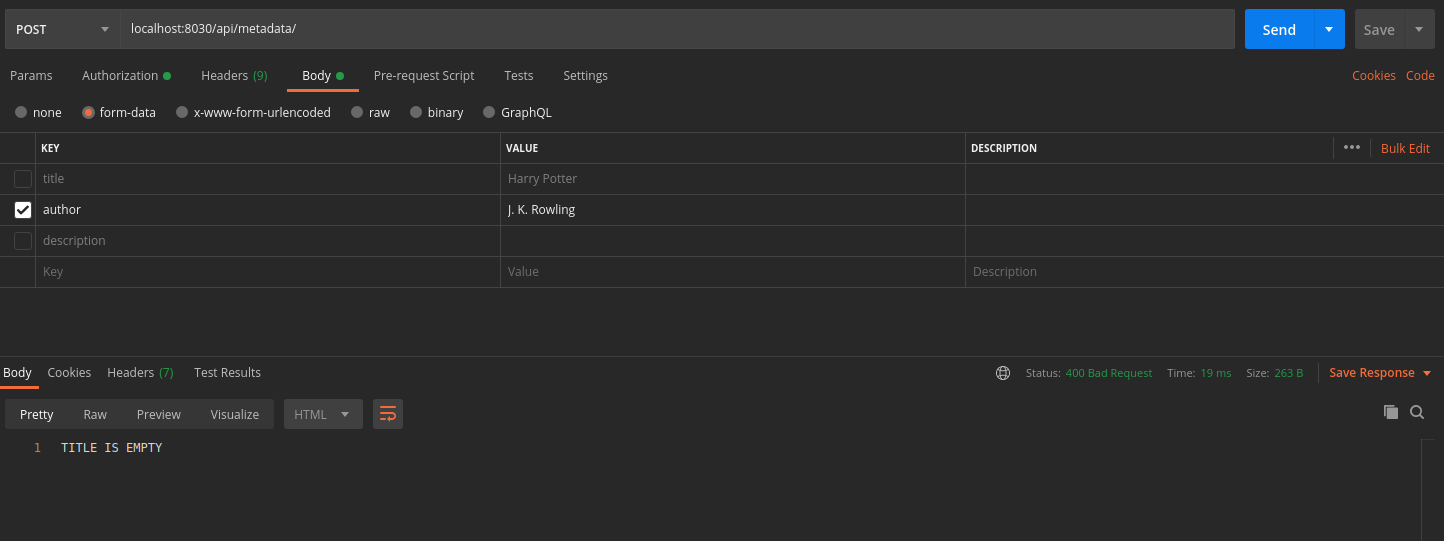 POST localhost:8030/api/metadata/ Send Save
Params Authorization Headers (9) Body Pre-request Script Tests Settings Cookies Code
none form-data x-www-form-urlencoded raw binary GraphQL
KEY VALUE DESCRIPTION ••• Bulk Edit
title Harry Potter
author J. K. Rowling
description
Key Value Description
Body Cookies Headers (7) Test Results Status: 400 Bad Request Time: 19 ms Size: 263 B Save Response
Pretty Raw Preview Visualize HTML
1 TITLE IS EMPTY